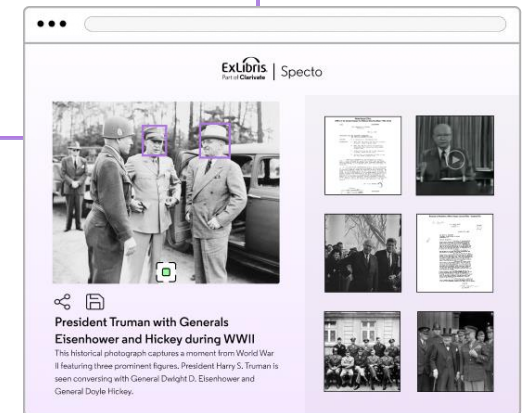 ExLibris
Part of Clarivate
Specto
President Truman with Generals
Eisenhower and Hickey during WWII
This historical photograph captures a moment from World War
II featuring three prominent figures. President Harry S. Truman is
seen conversing with General Dwight D. Eisenhower and
General Doyle Hickey.